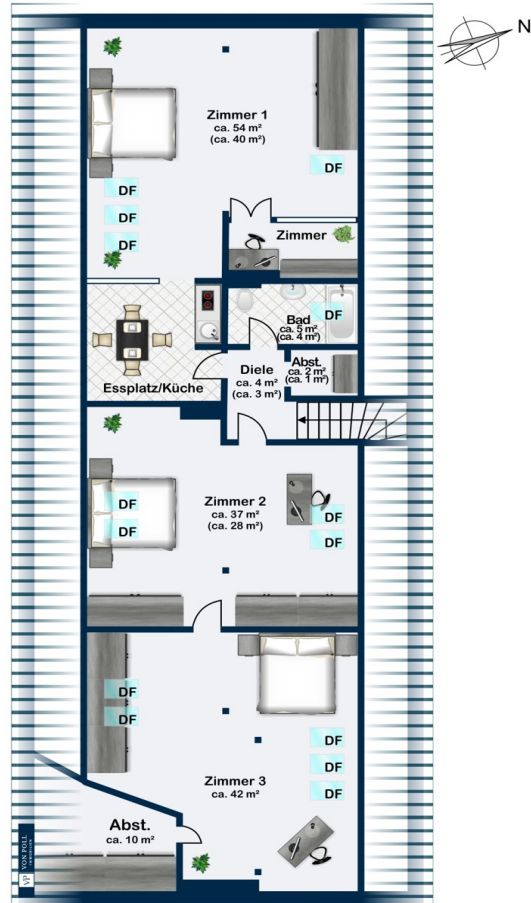 N
Zimmer 1
ca. 54 m²
(ca. 40 m²)
DF
DF
DF
DF
Zimmer
Bad
ca. 5 m²
(ca. 4 m²)
DF
Essplatz/Küche
Diele
ca. 4 m²
(ca. 3 m²)
Abst.
ca. 2 m²
(ca. 1 m²)
Zimmer 2
ca. 37 m²
(ca. 28 m²)
DF
DF
DF
DF
DF
DF
Zimmer 3
ca. 42 m²
DF
DF
DF
Abst.
ca. 10 m²
VP VON POLL
IMMOBILIEN